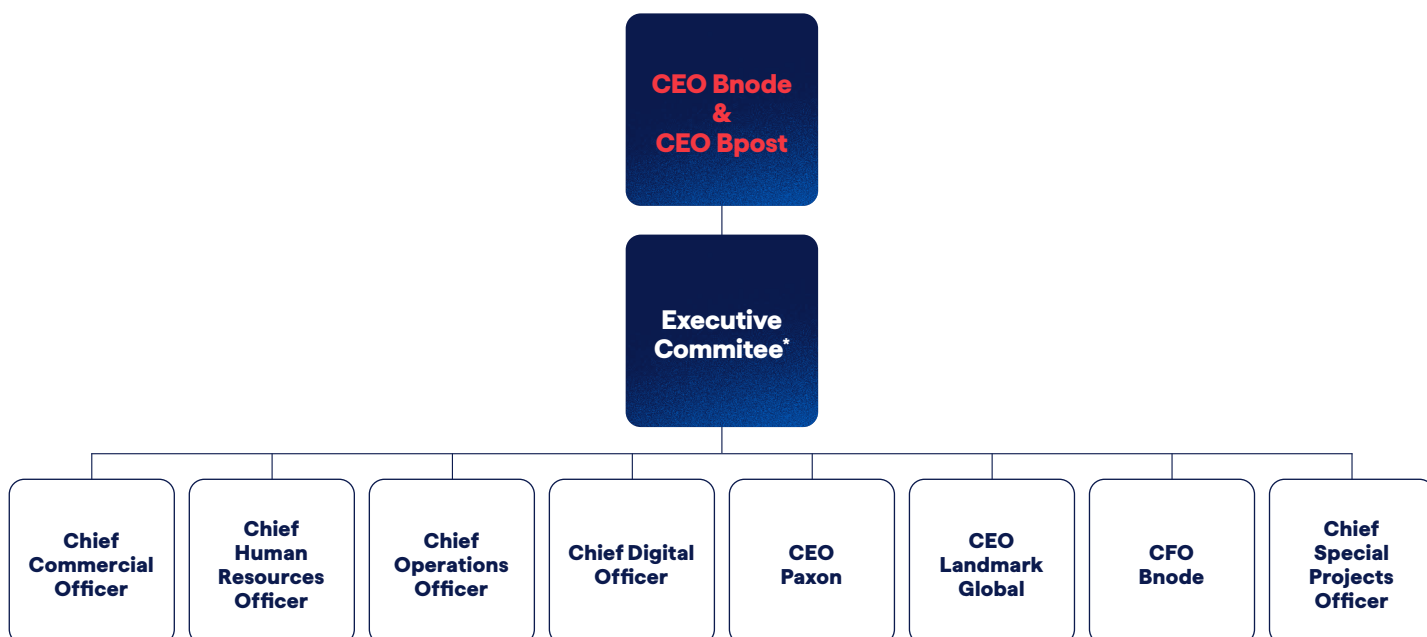 CEO Bnode
&
CEO Bpost
Executive
Commitee*
Chief
Commercial
Officer
Chief
Human
Resources
Officer
Chief
Operations
Officer
Chief Digital
Officer
CEO
Paxon
CEO
Landmark
Global
CFO
Bnode
Chief
Special
Projects
Officer